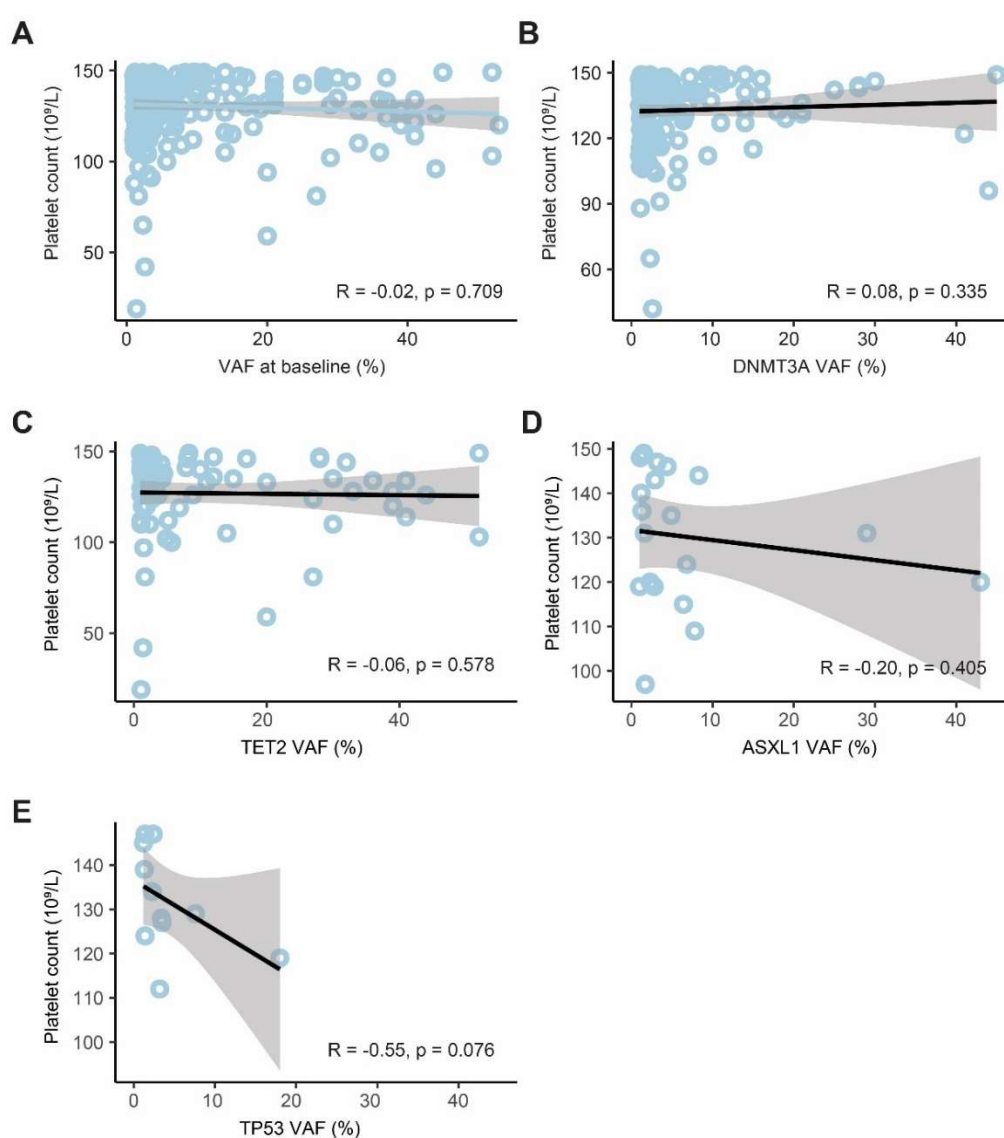 A
Platelet count (10⁹/L)
150
100
50
R = -0.02, p = 0.709
0 20 40
VAF at baseline (%)
B
Platelet count (10⁹/L)
150
120
90
60
R = 0.08, p = 0.335
0 10 20 30 40
DNMT3A VAF (%)
C
Platelet count (10⁹/L)
150
100
50
R = -0.06, p = 0.578
0 20 40
TET2 VAF (%)
D
Platelet count (10⁹/L)
150
140
130
120
110
100
R = -0.20, p = 0.405
0 10 20 30 40
ASXL1 VAF (%)
E
Platelet count (10⁹/L)
140
130
120
110
100
R = -0.55, p = 0.076
0 10 20 30 40
TP53 VAF (%)